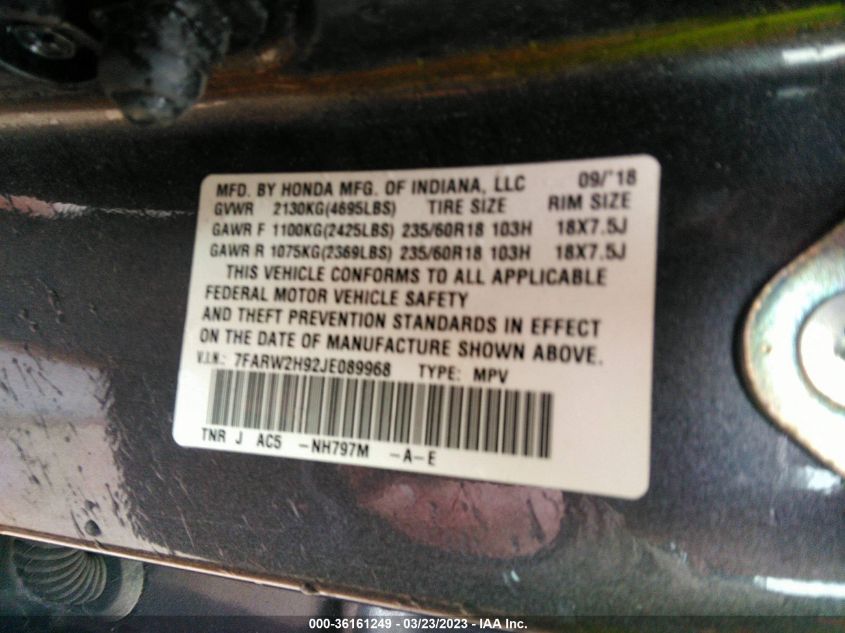 MFD. BY HONDA MFG. OF INDIANA, LLC 09/'18
GVWR 2130KG(4695LBS) TIRE SIZE RIM SIZE
GAWR F 1100KG(2425LBS) 235/60R18 103H 18X7.5J
GAWR R 1075KG(2369LBS) 235/60R18 103H 18X7.5J
THIS VEHICLE CONFORMS TO ALL APPLICABLE
FEDERAL MOTOR VEHICLE SAFETY
AND THEFT PREVENTION STANDARDS IN EFFECT
ON THE DATE OF MANUFACTURE SHOWN ABOVE.
V.I.N.: 7FARW2H92JE089968 TYPE: MPV
TNR J AC5 -NH797M -A-E
000-36161249 - 03/23/2023 - IAA Inc.